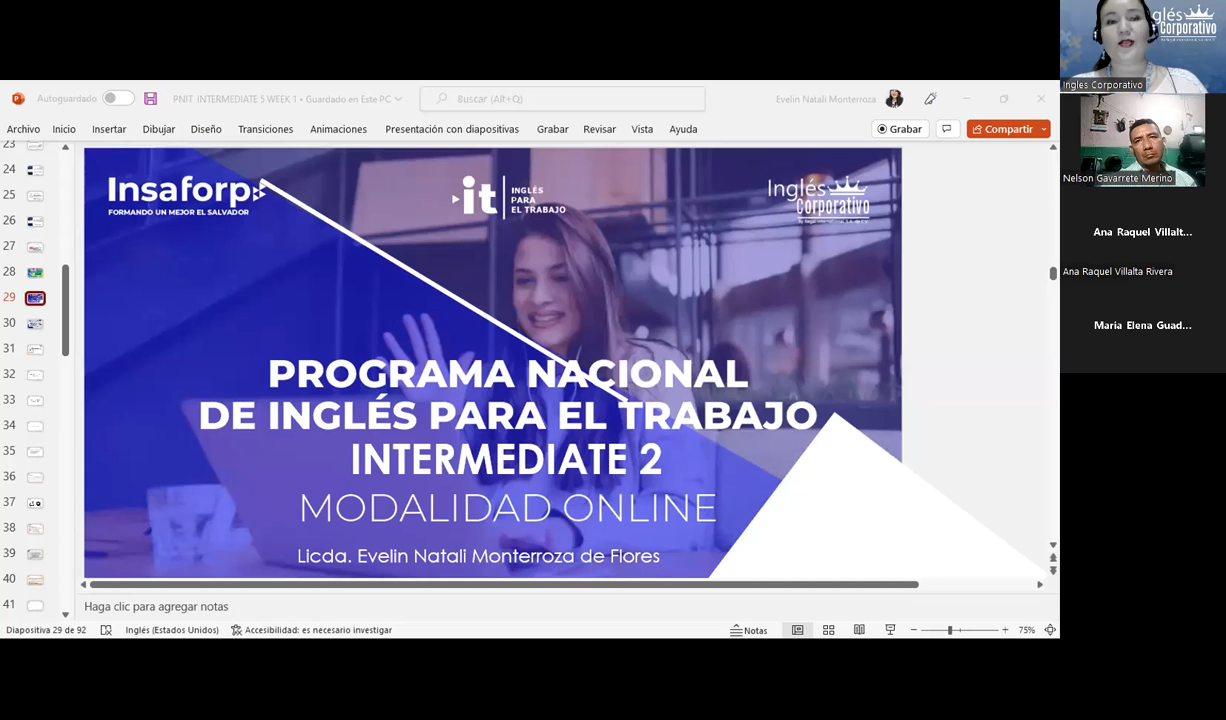 Autoguardado
PNIT INTERMEDIATE 5 WEEK 1 • Guardado en Este PC
Buscar (Alt+Q)
Evelin Natali Monterroza
Archivo Inicio Insertar Dibujar Diseño Transiciones Animaciones Presentación con diapositivas Grabar Revisar Vista Ayuda
Grabar
Compartir
23
24
25
26
27
28
29
30
31
32
33
34
35
36
37
38
39
40
41
Insaforp
FORMANDO UN MEJOR EL SALVADOR
it
INGLÉS
PARA
EL TRABAJO
Inglés
Corporativo
PROGRAMA NACIONAL
DE INGLÉS PARA EL TRABAJO
INTERMEDIATE 2
MODALIDAD ONLINE
Licda. Evelin Natali Monterroza de Flores
Haga clic para agregar notas
Diapositiva 29 de 92
Inglés (Estados Unidos)
Accesibilidad: es necesario investigar
Notas
75%
glés
Corporativo
Ingles Corporativo
Nelson Gavarrete Merino
Ana Raquel Villalt...
Ana Raquel Villalta Rivera
Maria Elena Guad...